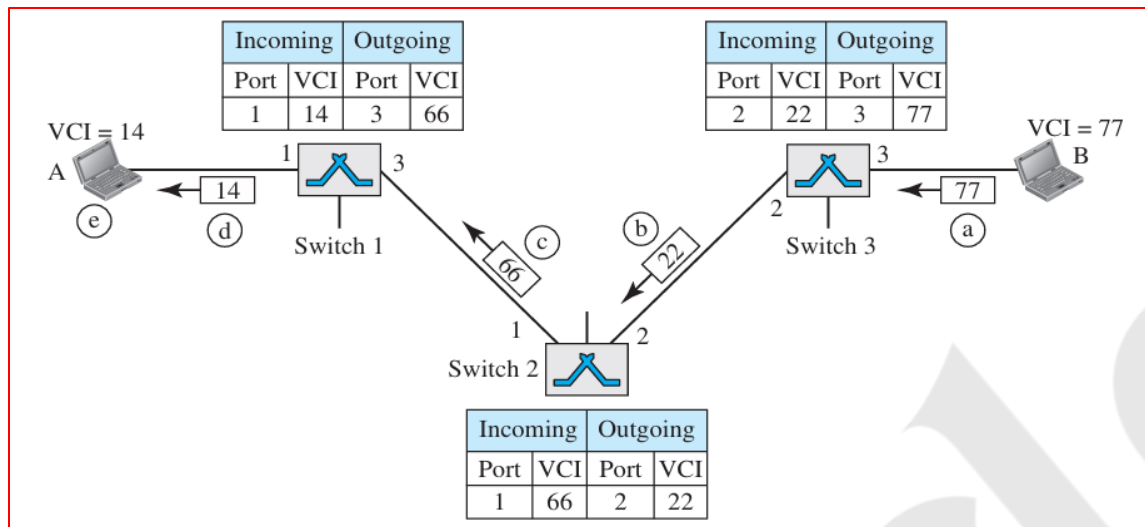 Incoming Outgoing
Port VCI Port VCI
1 14 3 66
Incoming Outgoing
Port VCI Port VCI
2 22 3 77
VCI = 14
A
1
3
14
e
d
Switch 1
VCI = 77
B
3
2
77
a
Switch 3
b
22
c
66
1
2
Switch 2
Incoming Outgoing
Port VCI Port VCI
1 66 2 22